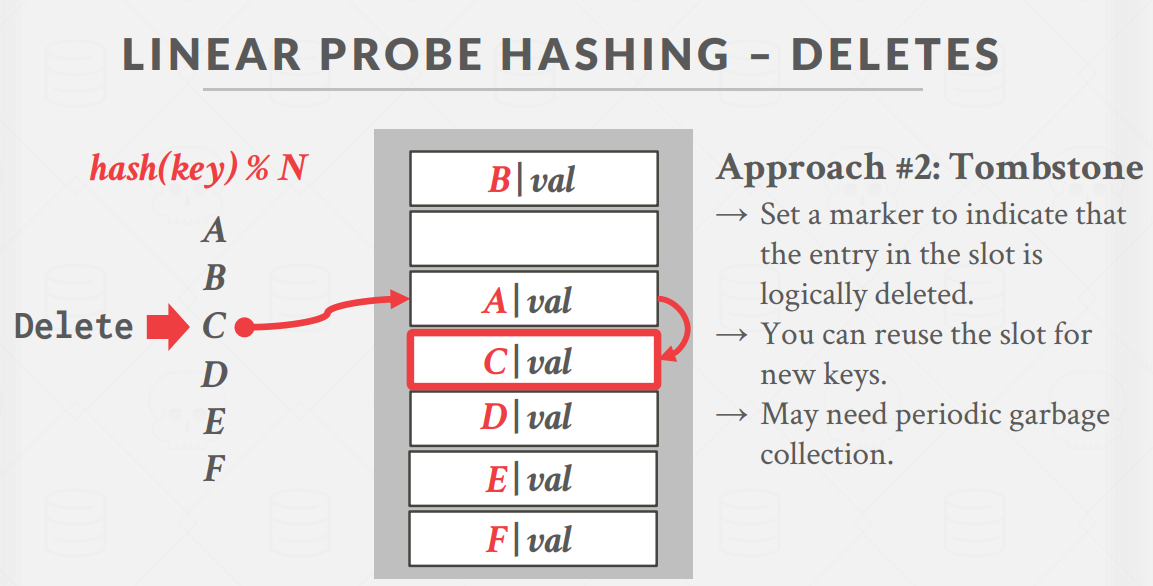 LINEAR PROBE HASHING – DELETES
hash(key) % N
A
B
Delete C
D
E
F
B|val
A|val
C|val
D|val
E|val
F|val
Approach #2: Tombstone
→ Set a marker to indicate that
the entry in the slot is
logically deleted.
→ You can reuse the slot for
new keys.
→ May need periodic garbage
collection.